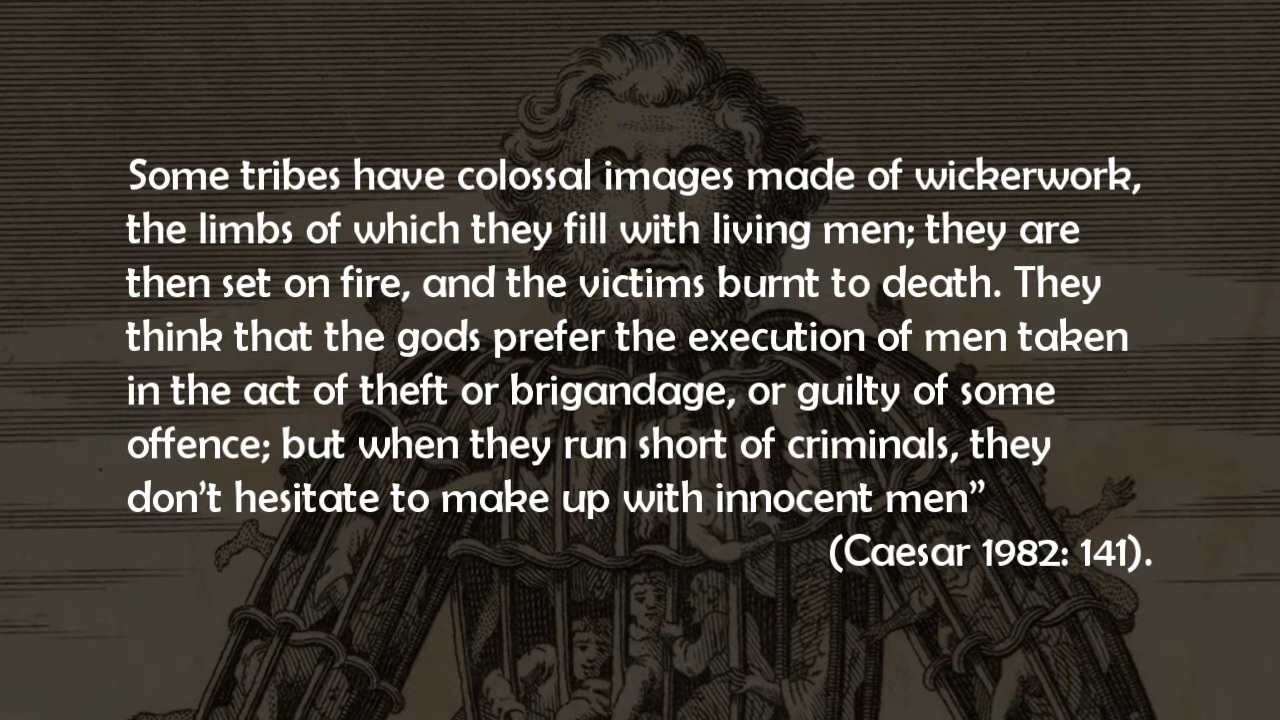 Some tribes have colossal images made of wickerwork,
the limbs of which they fill with living men; they are
then set on fire, and the victims burnt to death. They
think that the gods prefer the execution of men taken
in the act of theft or brigandage, or guilty of some
offence; but when they run short of criminals, they
don’t hesitate to make up with innocent men”
(Caesar 1982: 141).